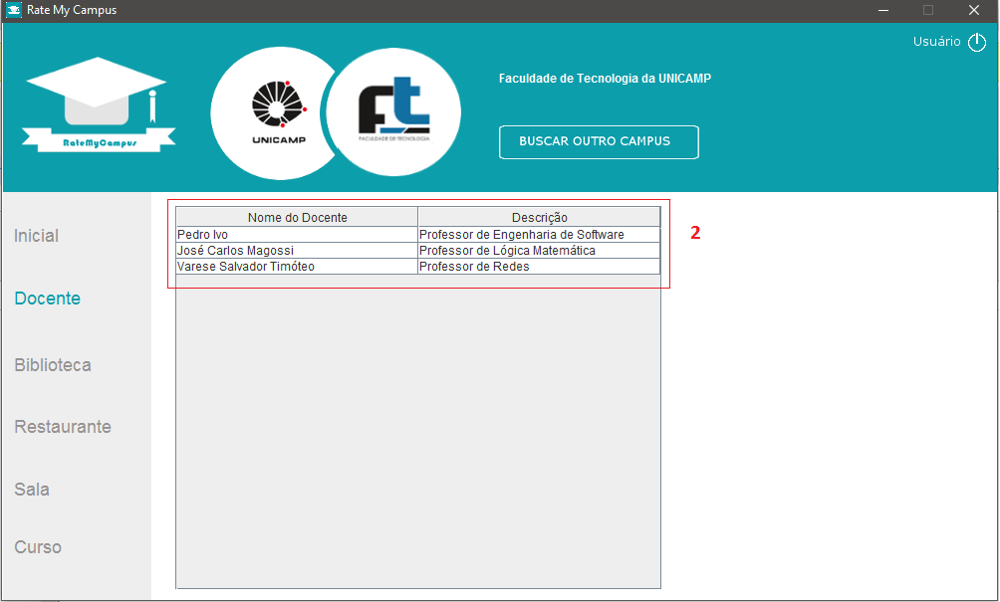 Rate My Campus
Usuário
RateMyCampus
UNICAMP
ft
FACULDADE DE TECNOLOGIA
Faculdade de Tecnologia da UNICAMP
BUSCAR OUTRO CAMPUS
Inicial
Docente
Biblioteca
Restaurante
Sala
Curso
Nome do Docente Descrição
Pedro Ivo Professor de Engenharia de Software
José Carlos Magossi Professor de Lógica Matemática
Varese Salvador Timóteo Professor de Redes
2